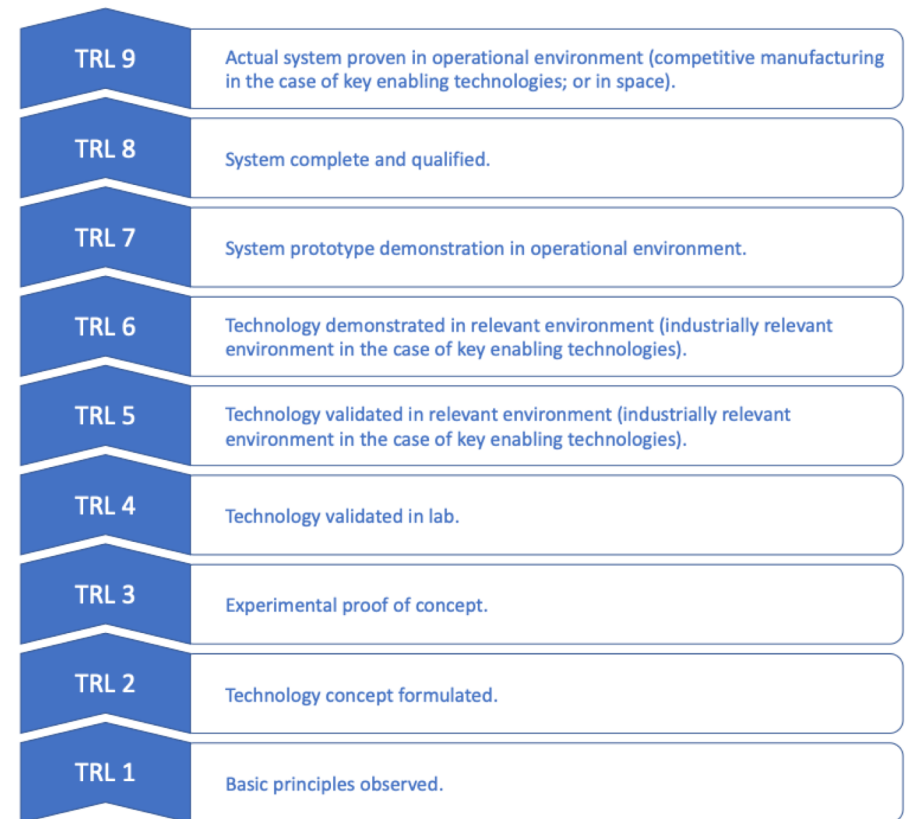 TRL 9
Actual system proven in operational environment (competitive manufacturing
in the case of key enabling technologies; or in space).
TRL 8
System complete and qualified.
TRL 7
System prototype demonstration in operational environment.
TRL 6
Technology demonstrated in relevant environment (industrially relevant
environment in the case of key enabling technologies).
TRL 5
Technology validated in relevant environment (industrially relevant
environment in the case of key enabling technologies).
TRL 4
Technology validated in lab.
TRL 3
Experimental proof of concept.
TRL 2
Technology concept formulated.
TRL 1
Basic principles observed.